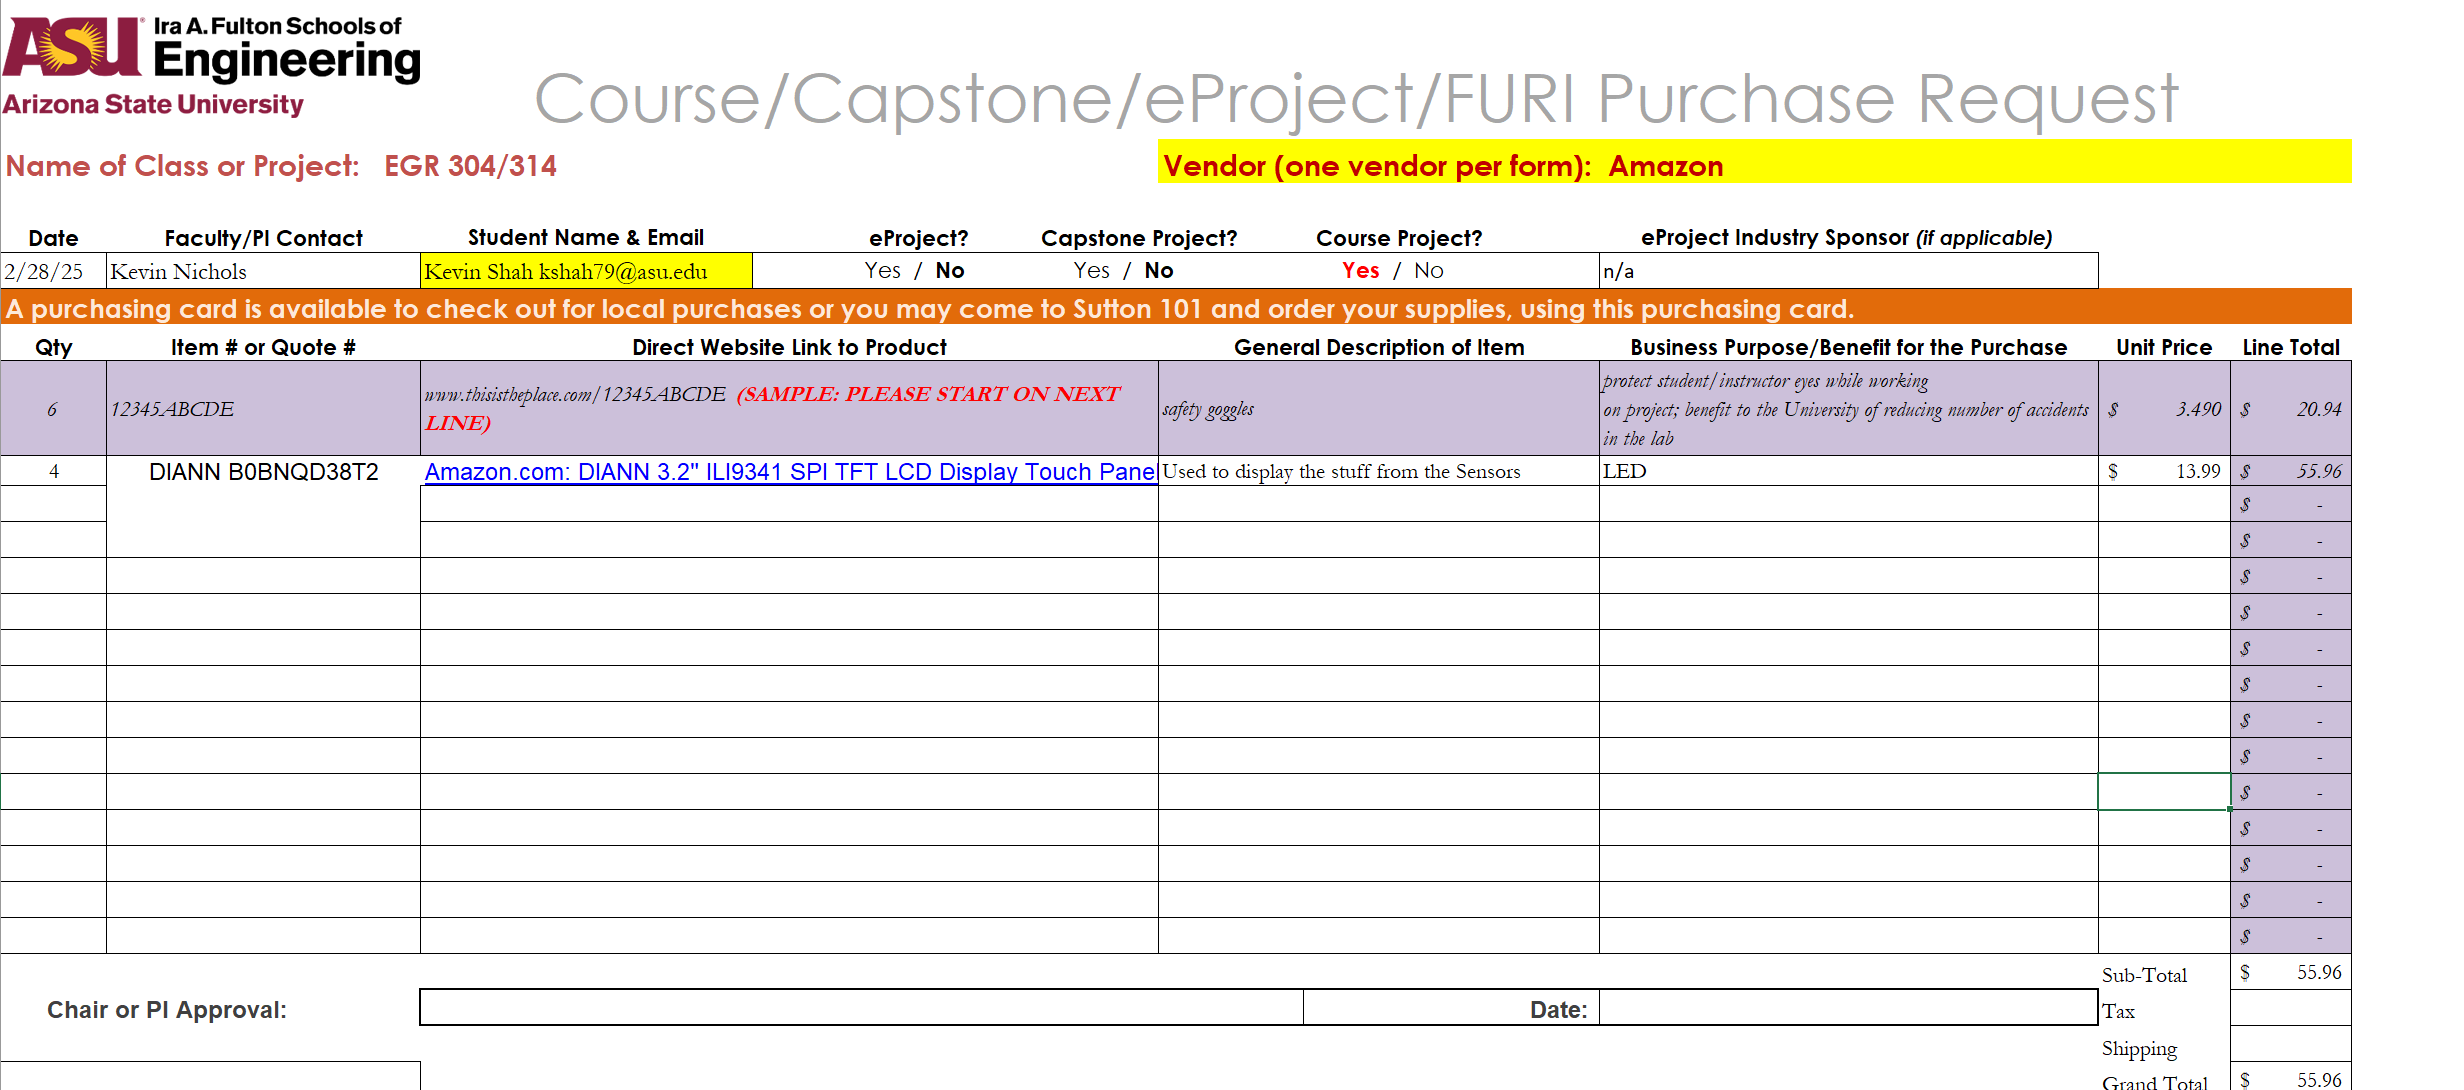 ASU Ira A. Fulton Schools of
Engineering
Arizona State University
Course/Capstone/eProject/FURI Purchase Request
Name of Class or Project: EGR 304/314
Vendor (one vendor per form): Amazon
Date Faculty/PI Contact Student Name & Email eProject? Capstone Project? Course Project? eProject Industry Sponsor (if applicable)
2/28/25 Kevin Nichols Kevin Shah kshah79@asu.edu Yes / No Yes / No Yes / No n/a
A purchasing card is available to check out for local purchases or you may come to Sutton 101 and order your supplies, using this purchasing card.
Qty Item # or Quote # Direct Website Link to Product General Description of Item Business Purpose/Benefit for the Purchase Unit Price Line Total
6 12345ABCDE www.thisistheplace.com/12345ABCDE (SAMPLE: PLEASE START ON NEXT
LINE) safety goggles protect student/instructor eyes while working
on project; benefit to the University of reducing number of accidents
in the lab $ 3.490 $ 20.94
4 DIANN B0BNQD38T2 Amazon.com: DIANN 3.2" ILI9341 SPI TFT LCD Display Touch Pane Used to display the stuff from the Sensors LED $ 13.99 $ 55.96
$ -
$ -
$ -
$ -
$ -
$ -
$ -
$ -
$ -
$ -
$ -
$ -
$ -
Sub-Total $ 55.96
Chair or PI Approval: Date: Tax
Shipping
Grand Total $ 55.96